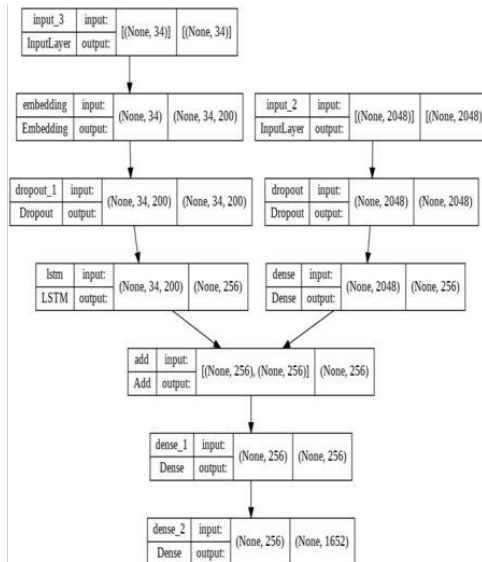 input_3 input: [(None, 34)] [(None, 34)]
InputLayer output:
embedding input: (None, 34) (None, 34, 200)
Embedding output:
input_2 input: [(None, 2048)] [(None, 2048)]
InputLayer output:
dropout_1 input: (None, 34, 200) (None, 34, 200)
Dropout output:
dropout input: (None, 2048) (None, 2048)
Dropout output:
lstm input: (None, 34, 200) (None, 256)
LSTM output:
dense input: (None, 2048) (None, 256)
Dense output:
add input: [(None, 256), (None, 256)] (None, 256)
Add output:
dense_1 input: (None, 256) (None, 256)
Dense output:
dense_2 input: (None, 256) (None, 1652)
Dense output: